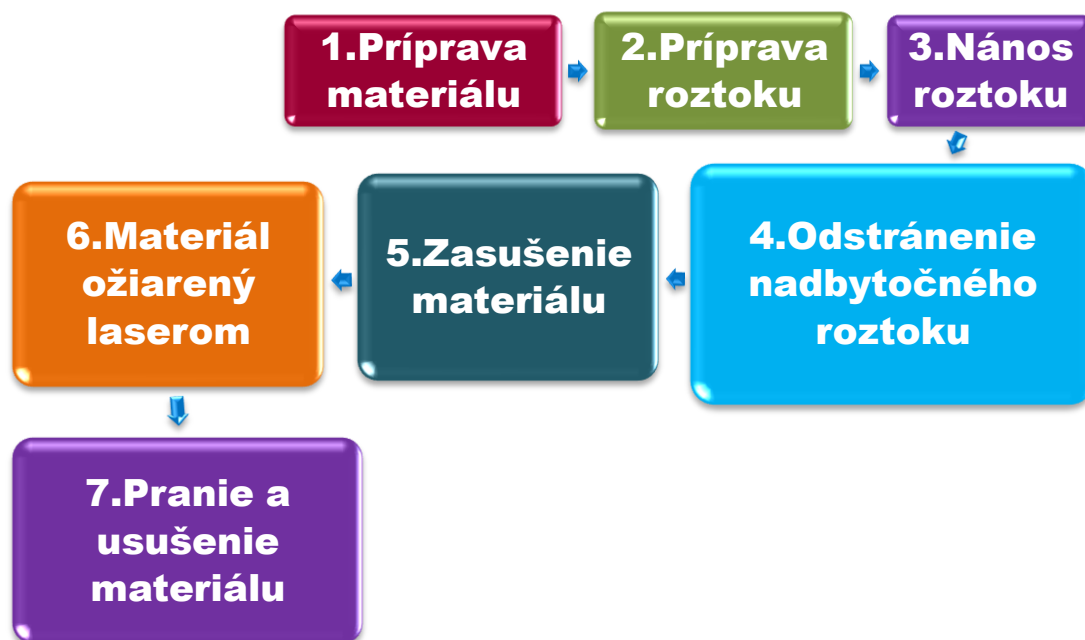 1.Príprava
materiálu
2.Príprava
roztoku
3.Nános
roztoku
4.Odstránenie
nadbytočného
roztoku
5.Zasušenie
materiálu
6.Materiál
ožiarený
laserom
7.Pranie a
usušenie
materiálu